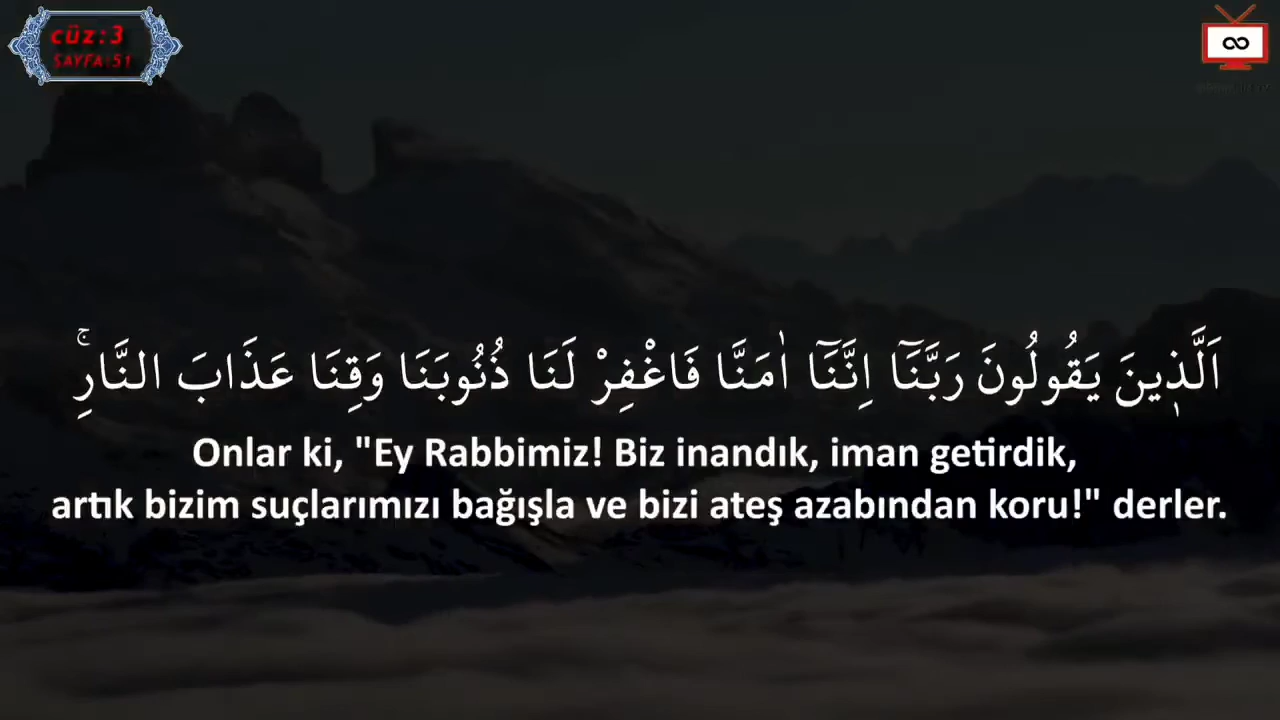 cüz:3
SAYFA:51
اَلَّذ۪ينَ يَقُولُونَ رَبَّنَٓا اِنَّنَٓا اٰمَنَّا فَاغْفِرْ لَنَا ذُنُوبَنَا وَقِنَا عَذَابَ النَّارِۚ
Onlar ki, "Ey Rabbimiz! Biz inandık, iman getirdik,
artık bizim suçlarımızı bağışla ve bizi ateş azabından koru!" derler.